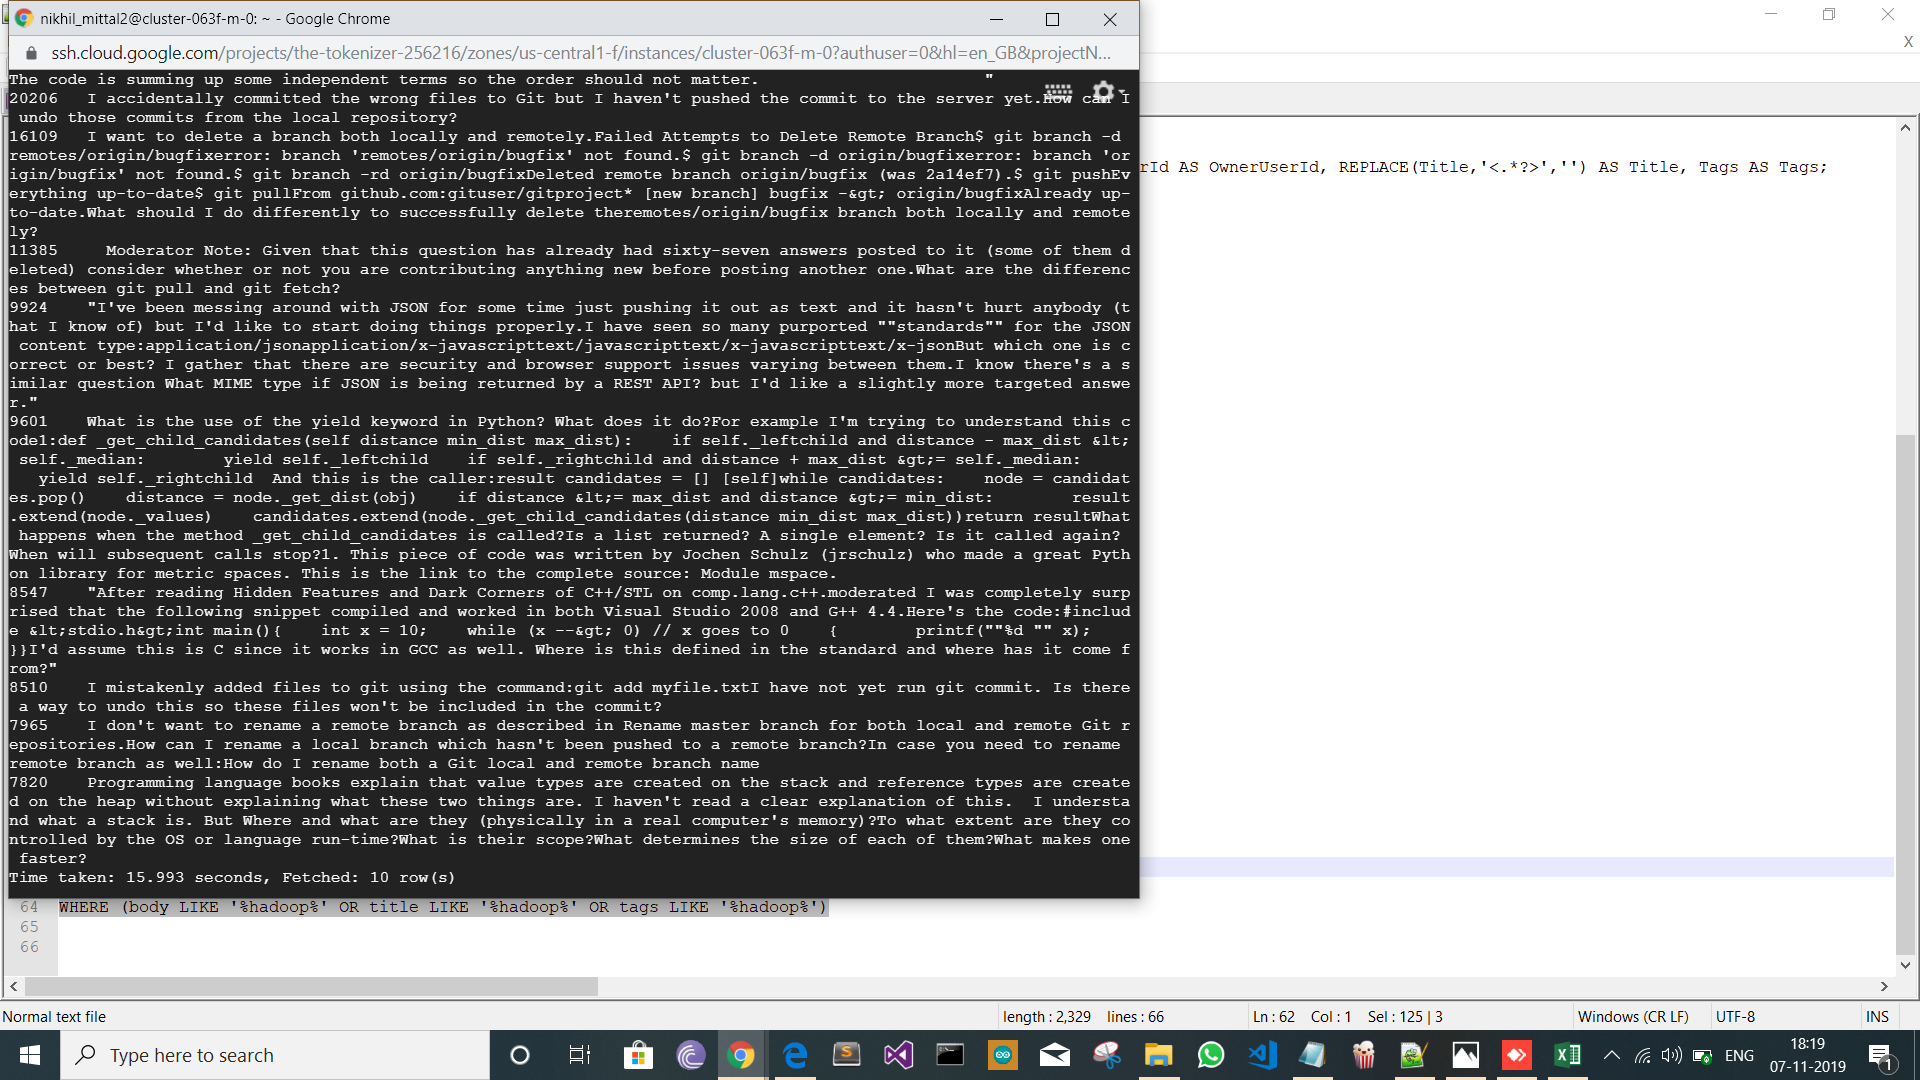 nikhil_mittal2@cluster-063f-m-0: ~ - Google Chrome
ssh.cloud.google.com/projects/the-tokenizer-256216/zones/us-central1-f/instances/cluster-063f-m-0?authuser=0&hl=en_GB&projectN...
X
The code is summing up some independent terms so the order should not matter.                       "
20206   I accidentally committed the wrong files to Git but I haven't pushed the commit to the server yet.How can I
 undo those commits from the local repository?
16109   I want to delete a branch both locally and remotely.Failed Attempts to Delete Remote Branch$ git branch -d
remotes/origin/bugfixerror: branch 'remotes/origin/bugfix' not found.$ git branch -d origin/bugfixerror: branch 'or
rId AS OwnerUserId, REPLACE(Title,'<.*?>','') AS Title, Tags AS Tags;
igin/bugfix' not found.$ git branch -rd origin/bugfixDeleted remote branch origin/bugfix (was 2a14ef7).$ git pushEv
erything up-to-date$ git pullFrom github.com:gituser/gitproject* [new branch] bugfix -&gt; origin/bugfixAlready up-
to-date.What should I do differently to successfully delete theremotes/origin/bugfix branch both locally and remote
ly?
11385     Moderator Note: Given that this question has already had sixty-seven answers posted to it (some of them d
eleted) consider whether or not you are contributing anything new before posting another one.What are the differenc
es between git pull and git fetch?
9924    "I've been messing around with JSON for some time just pushing it out as text and it hasn't hurt anybody (t
hat I know of) but I'd like to start doing things properly.I have seen so many purported ""standards"" for the JSON
 content type:application/jsonapplication/x-javascripttext/javascripttext/x-javascripttext/x-jsonBut which one is c
orrect or best? I gather that there are security and browser support issues varying between them.I know there's a s
imilar question What MIME type if JSON is being returned by a REST API? but I'd like a slightly more targeted answe
r."
9601    What is the use of the yield keyword in Python? What does it do?For example I'm trying to understand this c
ode1:def _get_child_candidates(self distance min_dist max_dist):    if self._leftchild and distance - max_dist &lt;
 self._median:        yield self._leftchild    if self._rightchild and distance + max_dist &gt;= self._median:
   yield self._rightchild  And this is the caller:result candidates = [] [self]while candidates:    node = candidat
es.pop()    distance = node._get_dist(obj)    if distance &lt;= max_dist and distance &gt;= min_dist:        result
.extend(node._values)    candidates.extend(node._get_child_candidates(distance min_dist max_dist))return resultWhat
 happens when the method _get_child_candidates is called?Is a list returned? A single element? Is it called again?
When will subsequent calls stop?1. This piece of code was written by Jochen Schulz (jrschulz) who made a great Pyth
on library for metric spaces. This is the link to the complete source: Module mspace.
8547    "After reading Hidden Features and Dark Corners of C++/STL on comp.lang.c++.moderated I was completely surp
rised that the following snippet compiled and worked in both Visual Studio 2008 and G++ 4.4.Here's the code:#includ
e &lt;stdio.h&gt;int main(){    int x = 10;    while (x --&gt; 0) // x goes to 0    {        printf(""%d "" x);
}}I'd assume this is C since it works in GCC as well. Where is this defined in the standard and where has it come f
rom?"
8510    I mistakenly added files to git using the command:git add myfile.txtI have not yet run git commit. Is there
 a way to undo this so these files won't be included in the commit?
7965    I don't want to rename a remote branch as described in Rename master branch for both local and remote Git r
epositories.How can I rename a local branch which hasn't been pushed to a remote branch?In case you need to rename
remote branch as well:How do I rename both a Git local and remote branch name
7820    Programming language books explain that value types are created on the stack and reference types are create
d on the heap without explaining what these two things are. I haven't read a clear explanation of this.  I understa
nd what a stack is. But Where and what are they (physically in a real computer's memory)?To what extent are they co
ntrolled by the OS or language run-time?What is their scope?What determines the size of each of them?What makes one
 faster?
Time taken: 15.993 seconds, Fetched: 10 row(s)
64 WHERE (body LIKE '%hadoop%' OR title LIKE '%hadoop%' OR tags LIKE '%hadoop%')
65
66
Normal text file length : 2,329 lines : 66 Ln : 62 Col : 1 Sel : 125 | 3 Windows (CR LF) UTF-8 INS
Type here to search ENG 18:19
07-11-2019 1